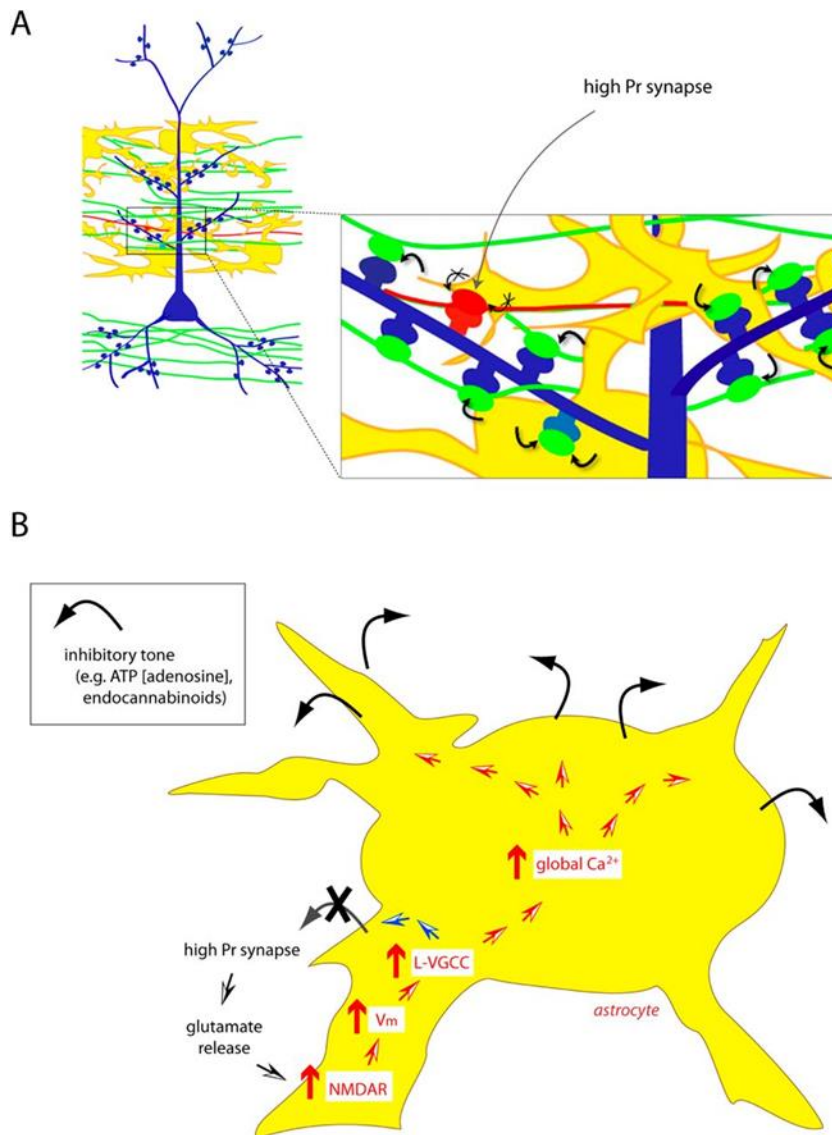 A
high Pr synapse
B
inhibitory tone
(e.g. ATP [adenosine],
endocannabinoids)
global Ca²⁺
high Pr synapse
L-VGCC
glutamate
release
Vm
astrocyte
NMDAR